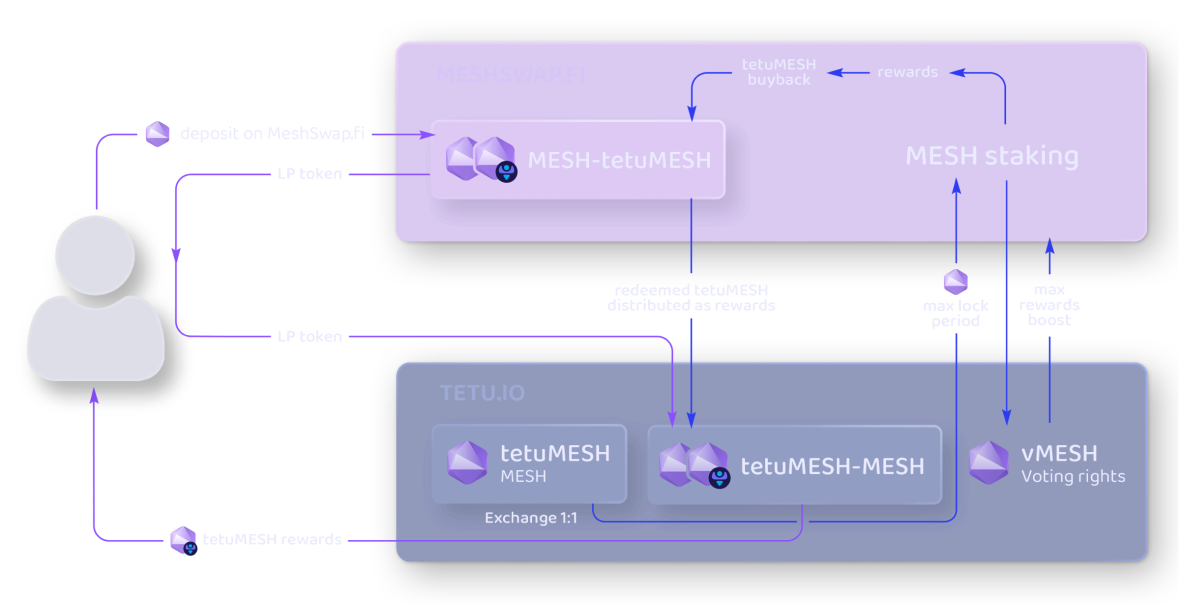 MESHSWAP.FI
tetuMESH
buyback
rewards
deposit on MeshSwap.fi
MESH-tetuMESH
MESH staking
LP token
redeemed tetuMESH
distributed as rewards
max lock
period
max
rewards
boost
LP token
TETU.IO
tetuMESH
MESH
tetuMESH-MESH
vMESH
Voting rights
Exchange 1:1
tetuMESH rewards